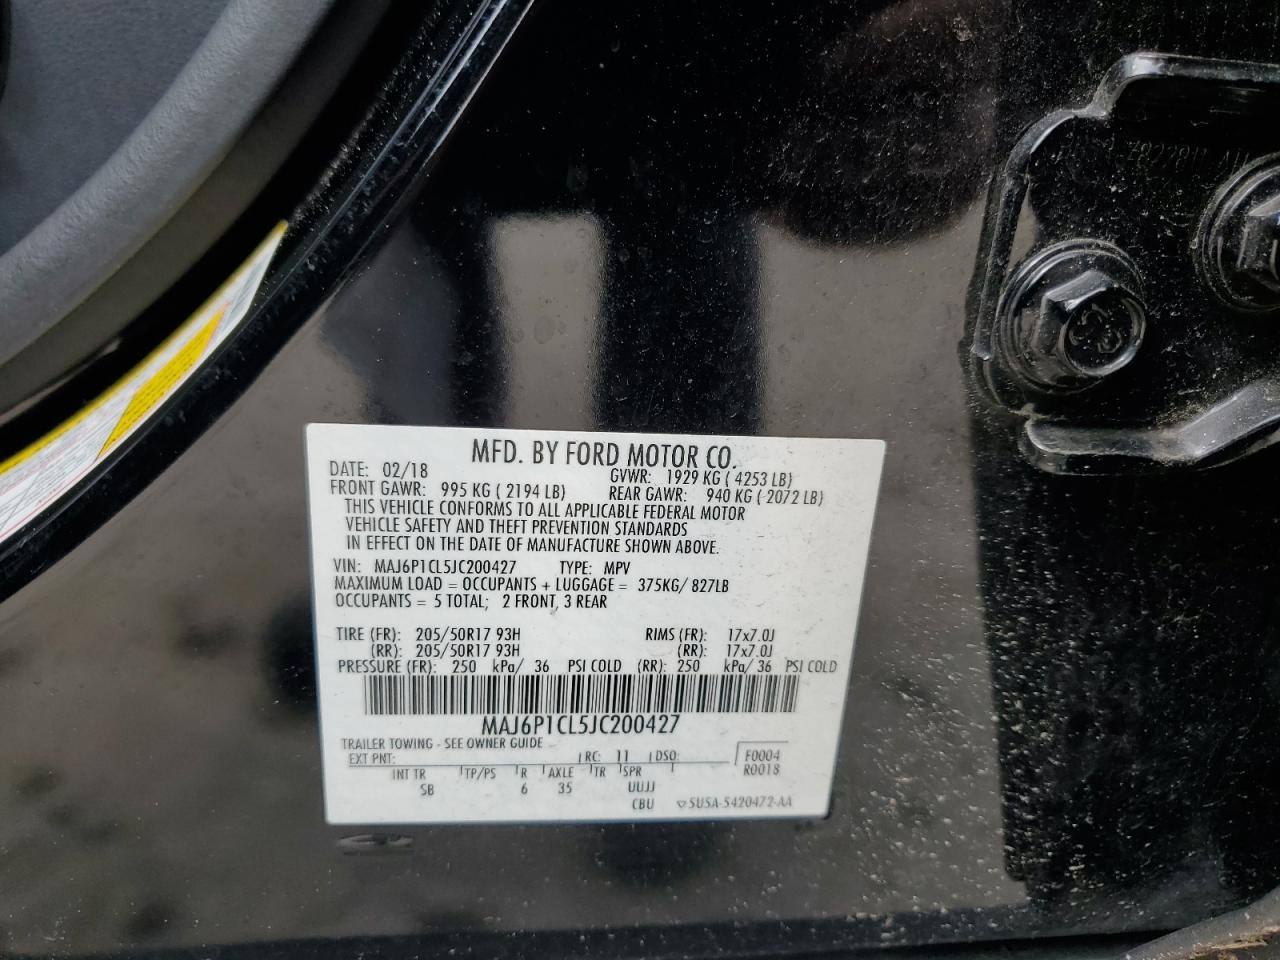 MFD. BY FORD MOTOR CO.
DATE: 02/18 GVWR: 1929 KG ( 4253 LB)
FRONT GAWR: 995 KG ( 2194 LB) REAR GAWR: 940 KG ( 2072 LB)
THIS VEHICLE CONFORMS TO ALL APPLICABLE FEDERAL MOTOR
VEHICLE SAFETY AND THEFT PREVENTION STANDARDS
IN EFFECT ON THE DATE OF MANUFACTURE SHOWN ABOVE.
VIN: MAJ6P1CL5JC200427 TYPE: MPV
MAXIMUM LOAD = OCCUPANTS + LUGGAGE = 375KG/ 827LB
OCCUPANTS = 5 TOTAL; 2 FRONT, 3 REAR
TIRE (FR): 205/50R17 93H RIMS (FR): 17x7.0J
(RR): 205/50R17 93H (RR): 17x7.0J
PRESSURE (FR): 250 kPa/ 36 PSI COLD (RR): 250 kPa/ 36 PSI COLD
MAJ6P1CL5JC200427
TRAILER TOWING - SEE OWNER GUIDE
EXT PNT: RC: 11 DSO: F0004
INT TR TP/PS R AXLE TR SPR R0018
SB 6 35 UUJJ
CBU ▽SU5A-5420472-AA